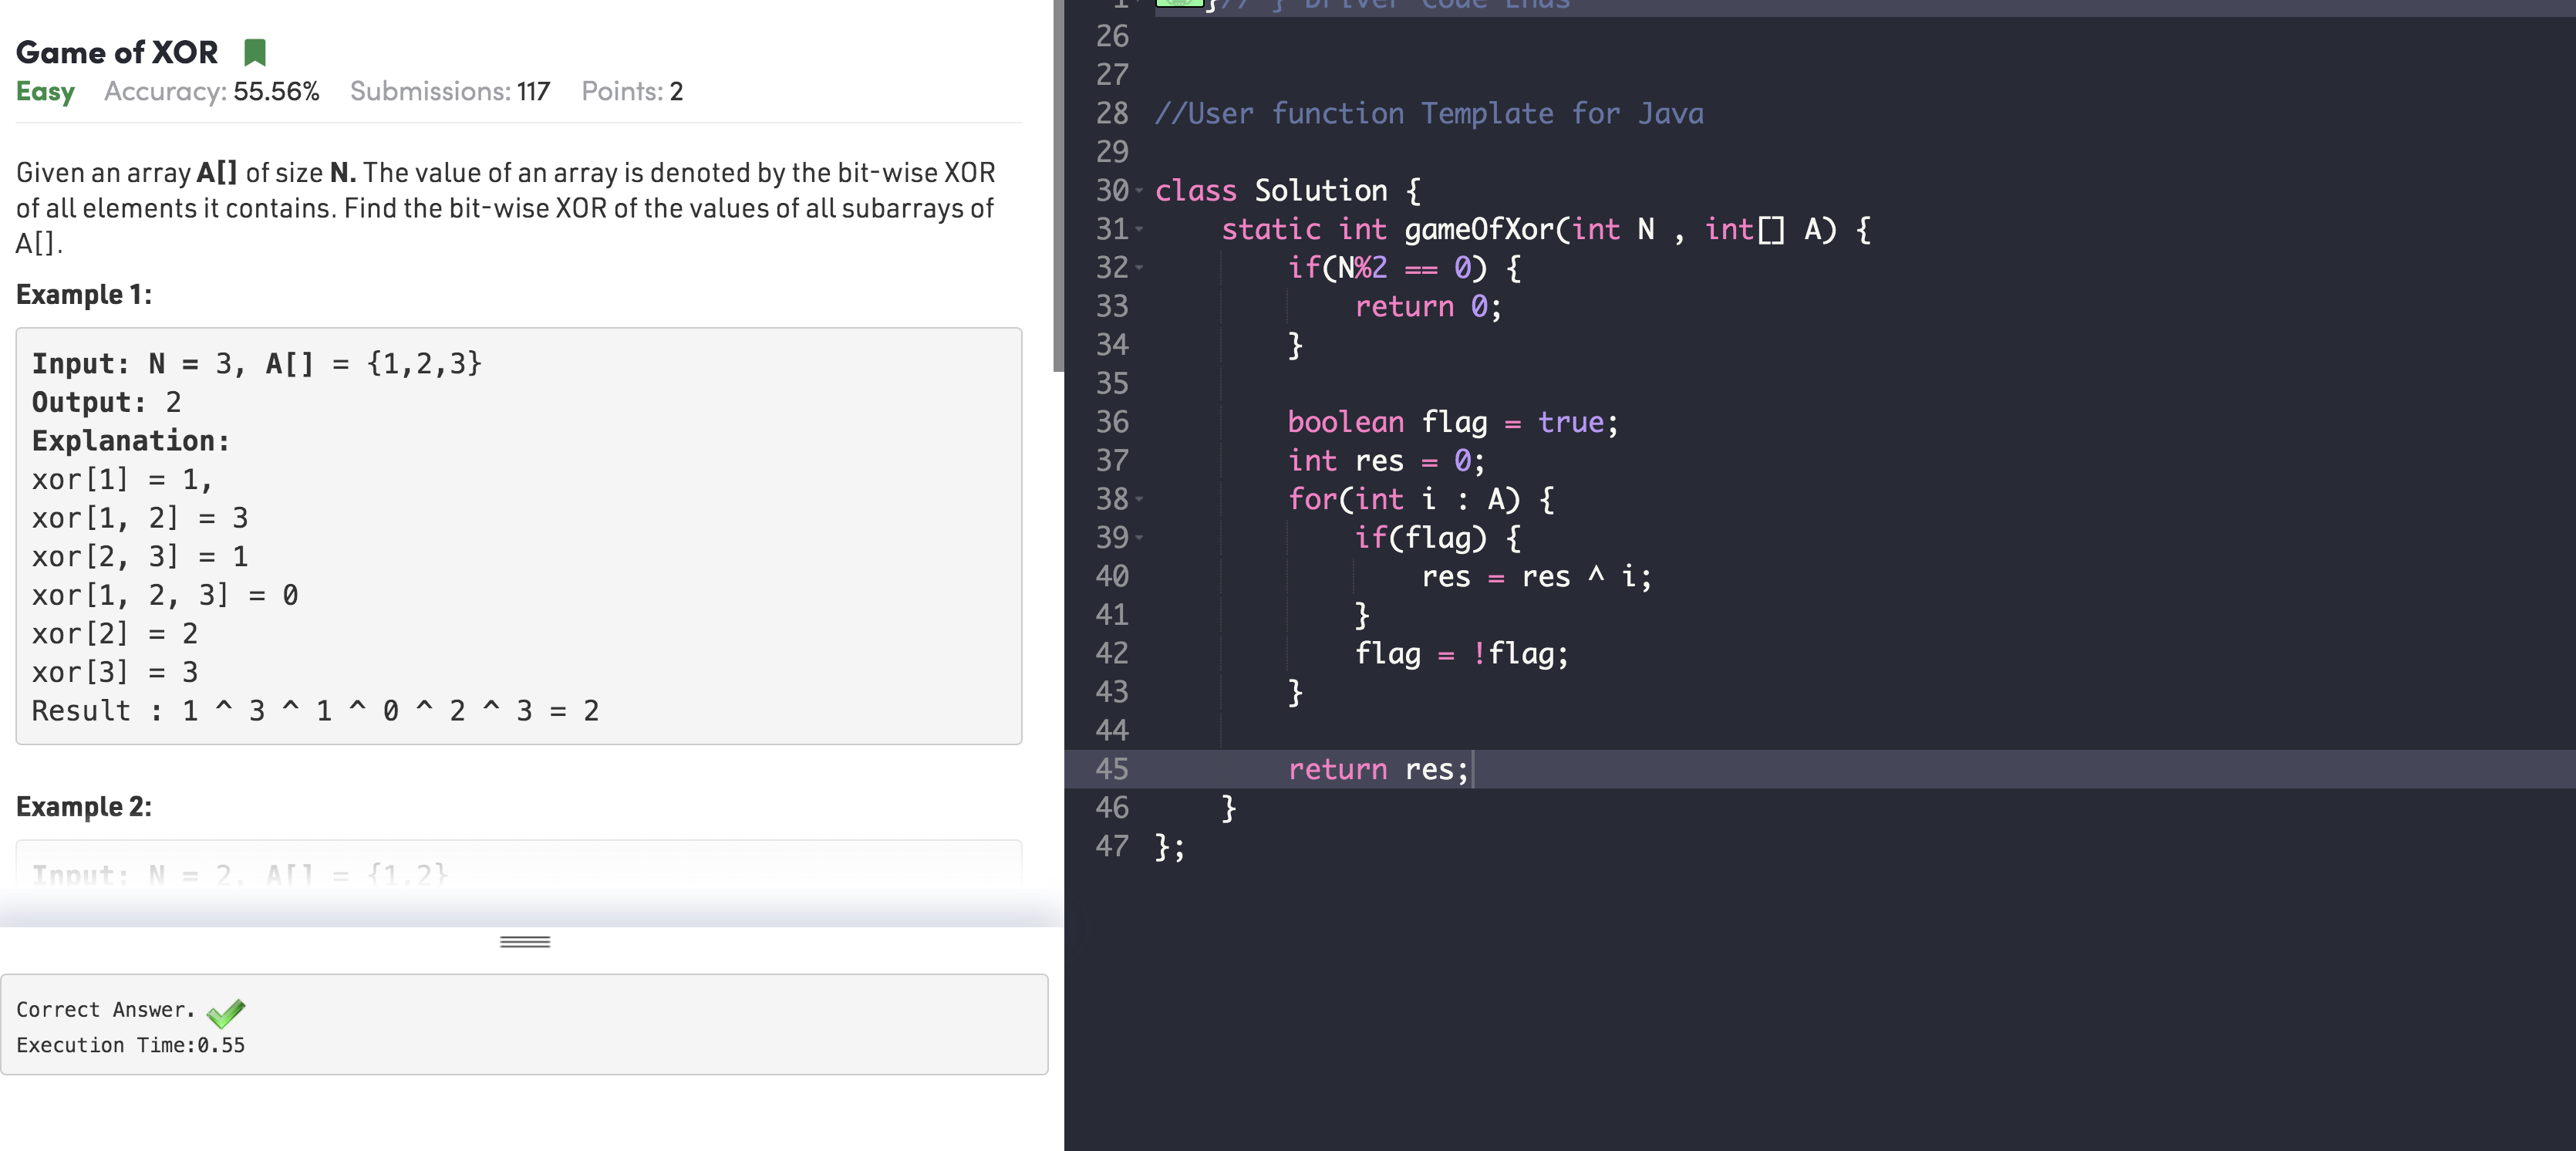 Game of XOR
Easy Accuracy: 55.56% Submissions: 117 Points: 2
Given an array A[] of size N. The value of an array is denoted by the bit-wise XOR
of all elements it contains. Find the bit-wise XOR of the values of all subarrays of
A[].
Example 1:
Input: N = 3, A[] = {1,2,3}
Output: 2
Explanation:
xor[1] = 1,
xor[1, 2] = 3
xor[2, 3] = 1
xor[1, 2, 3] = 0
xor[2] = 2
xor[3] = 3
Result : 1 ^ 3 ^ 1 ^ 0 ^ 2 ^ 3 = 2
Example 2:
Input: N = 2, A[] = {1,2}
Correct Answer.
Execution Time:0.55
1 }// } Driver Code Ends
26
27
28 //User function Template for Java
29
30 class Solution {
31 static int gameOfXor(int N , int[] A) {
32 if(N%2 == 0) {
33 return 0;
34 }
35
36 boolean flag = true;
37 int res = 0;
38 for(int i : A) {
39 if(flag) {
40 res = res ^ i;
41 }
42 flag = !flag;
43 }
44
45 return res;
46 }
47 };